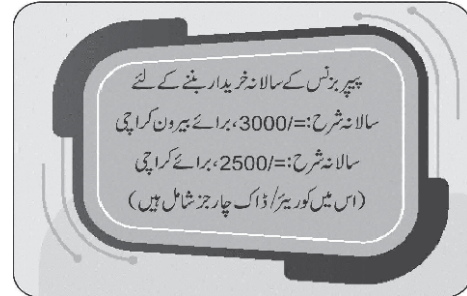 پیپر بزنس کے سالانہ خریدار بننے کے لئے
سالانہ شرح:=/3000، برائے بیرون کراچی
سالانہ شرح:=/2500، برائے کراچی
(اس میں کوریئر/ ڈاک چارجز شامل ہیں)